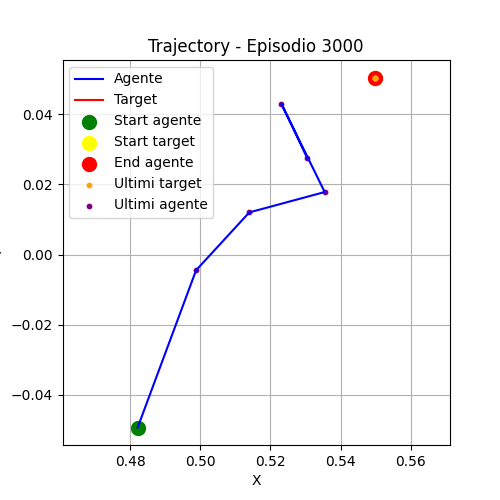 Trajectory - Episodio 3000
Agente
Target
Start agente
Start target
End agente
Ultimi target
Ultimi agente
0.04
0.02
0.00
−0.02
−0.04
0.48 0.50 0.52 0.54 0.56
X